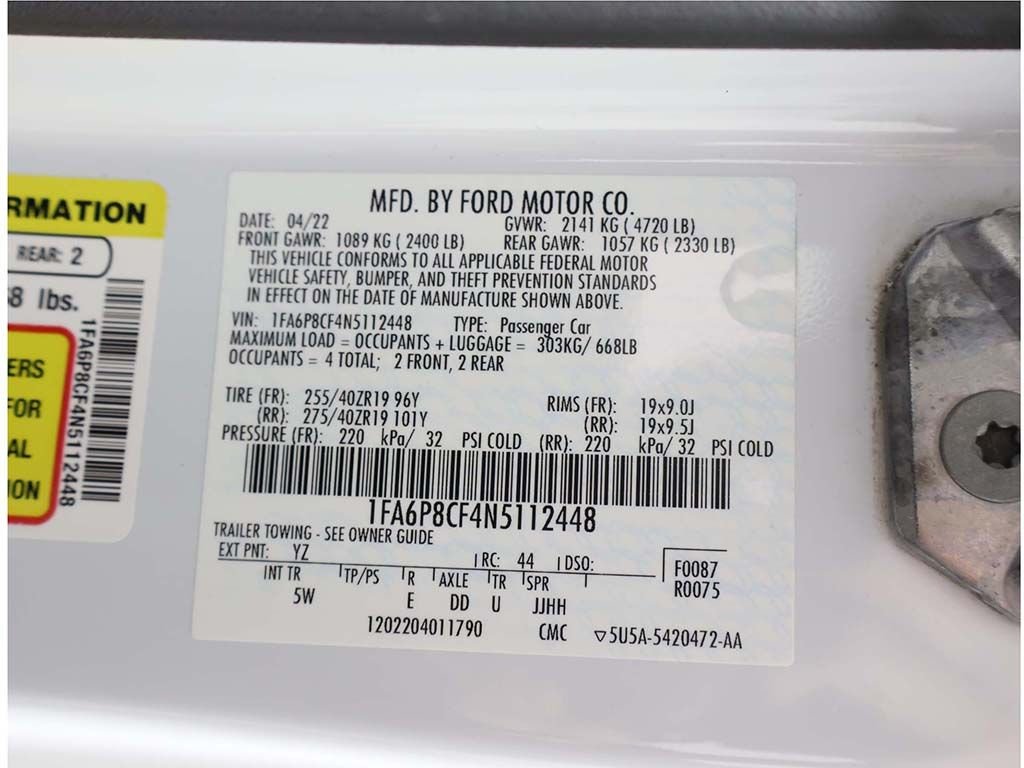 RMATION
REAR: 2
8 lbs.
ERS
FOR
AL
ION
1FA6P8CF4N5112448
MFD. BY FORD MOTOR CO.
DATE: 04/22 GVWR: 2141 KG ( 4720 LB)
FRONT GAWR: 1089 KG ( 2400 LB) REAR GAWR: 1057 KG ( 2330 LB)
THIS VEHICLE CONFORMS TO ALL APPLICABLE FEDERAL MOTOR
VEHICLE SAFETY, BUMPER, AND THEFT PREVENTION STANDARDS
IN EFFECT ON THE DATE OF MANUFACTURE SHOWN ABOVE.
VIN: 1FA6P8CF4N5112448 TYPE: Passenger Car
MAXIMUM LOAD = OCCUPANTS + LUGGAGE = 303KG/ 668LB
OCCUPANTS = 4 TOTAL; 2 FRONT, 2 REAR
TIRE (FR): 255/40ZR19 96Y RIMS (FR): 19x9.0J
(RR): 275/40ZR19 101Y (RR): 19x9.5J
PRESSURE (FR): 220 kPa/ 32 PSI COLD (RR): 220 kPa/ 32 PSI COLD
1FA6P8CF4N5112448
TRAILER TOWING - SEE OWNER GUIDE
EXT PNT: YZ RC: 44 DSO: F0087
R0075
INT TR TP/PS R AXLE TR SPR
5W E DD U JJHH
1202204011790 CMC ▽5U5A-5420472-AA